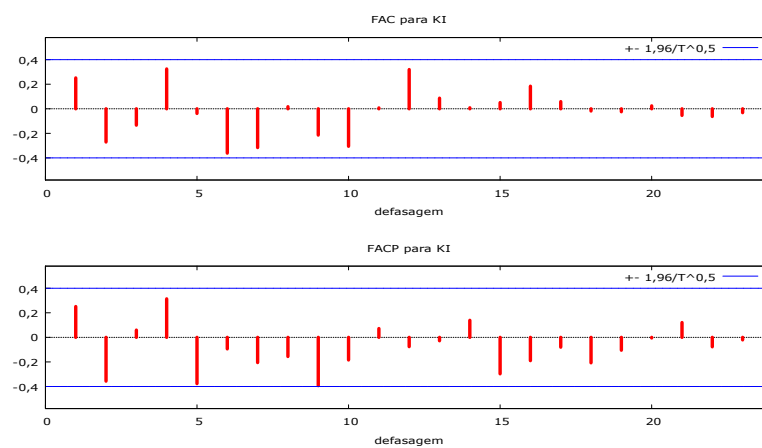 FAC para KI
+- 1,96/T^0,5
0,4
0,2
0
-0,2
-0,4
0 5 10 15 20
defasagem
FACP para KI
+- 1,96/T^0,5
0,4
0,2
0
-0,2
-0,4
0 5 10 15 20
defasagem